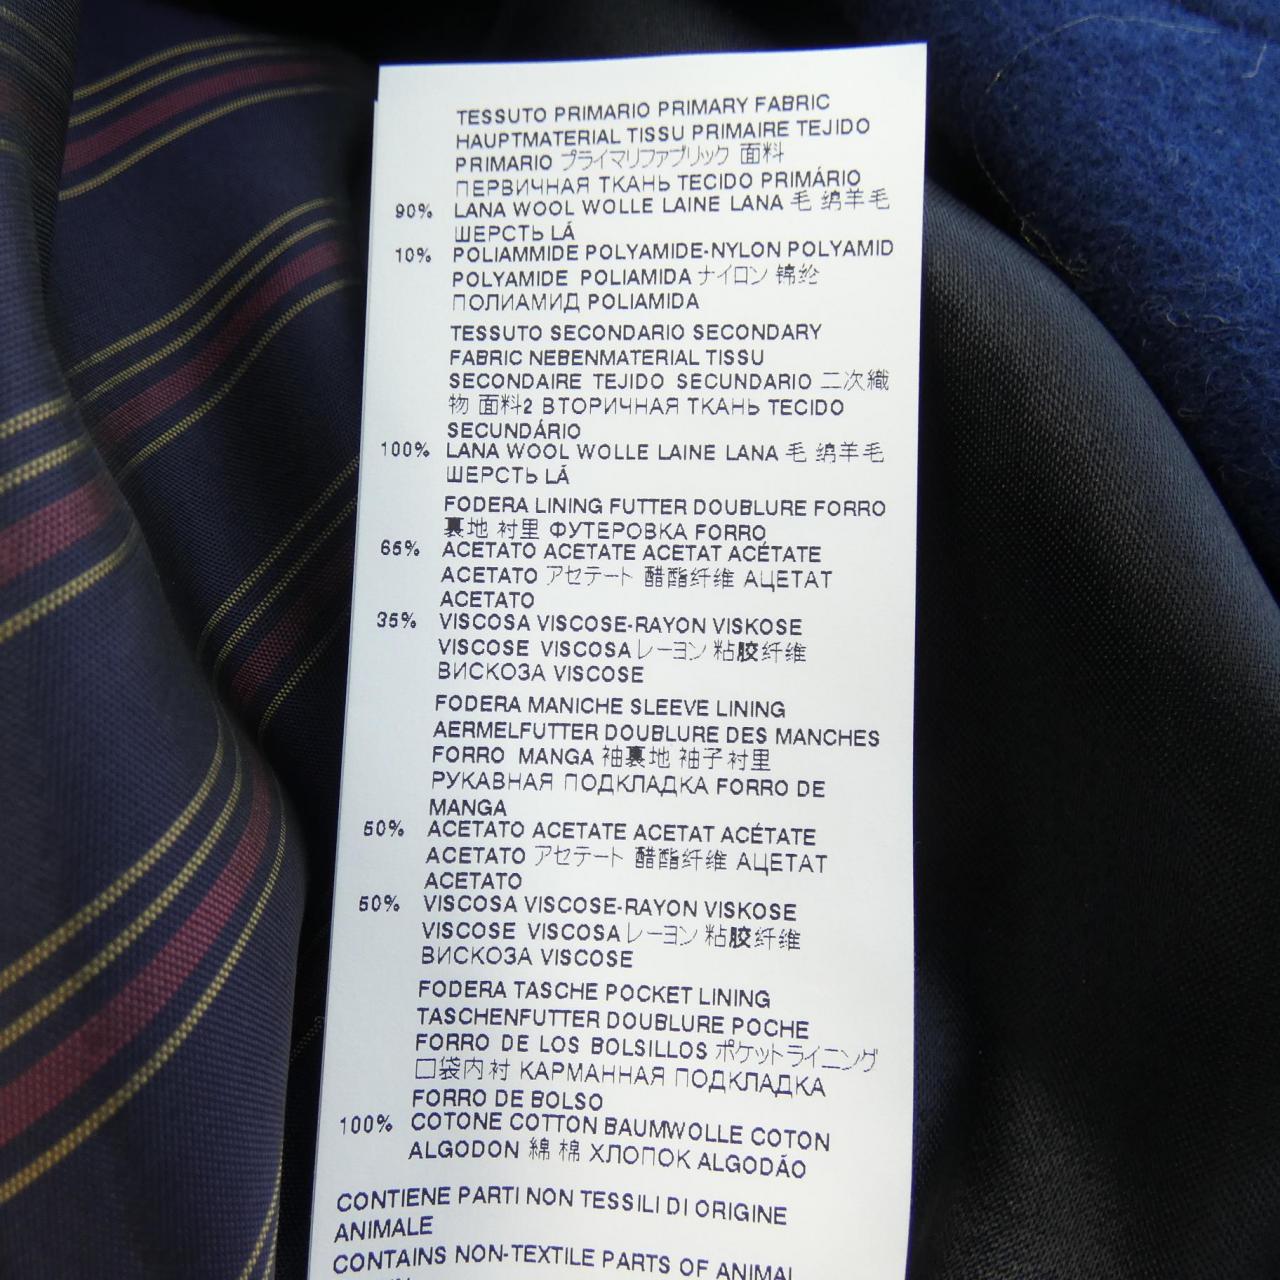 TESSUTO PRIMARIO PRIMARY FABRIC
HAUPTMATERIAL TISSU PRIMAIRE TEJIDO
PRIMARIO プライマリファブリック 面料
ПЕРВИЧНАЯ ТКАНЬ TECIDO PRIMÁRIO
90% LANA WOOL WOLLE LAINE LANA 毛 绵羊毛
ШЕРСТЬ LÁ
10% POLIAMMIDE POLYAMIDE-NYLON POLYAMID
POLYAMIDE POLIAMIDA ナイロン 锦纶
ПОЛИАМИД POLIAMIDA
TESSUTO SECONDARIO SECONDARY
FABRIC NEBENMATERIAL TISSU
SECONDAIRE TEJIDO SECUNDARIO 二次織
物 面料2 ВТОРИЧНАЯ ТКАНЬ TECIDO
SECUNDÁRIO
100% LANA WOOL WOLLE LAINE LANA 毛 绵羊毛
ШЕРСТЬ LÁ
FODERA LINING FUTTER DOUBLURE FORRO
裏地 衬里 ФУТЕРОВКА FORRO
65% ACETATO ACETATE ACETAT ACÉTATE
ACETATO アセテート 醋酯纤维 АЦЕТАТ
ACETATO
35% VISCOSA VISCOSE-RAYON VISKOSE
VISCOSE VISCOSA レーヨン 粘胶纤维
ВИСКОЗА VISCOSE
FODERA MANICHE SLEEVE LINING
AERMELFUTTER DOUBLURE DES MANCHES
FORRO MANGA 袖裏地 袖子衬里
РУКАВНАЯ ПОДКЛАДКА FORRO DE
MANGA
50% ACETATO ACETATE ACETAT ACÉTATE
ACETATO アセテート 醋酯纤维 АЦЕТАТ
ACETATO
50% VISCOSA VISCOSE-RAYON VISKOSE
VISCOSE VISCOSA レーヨン 粘胶纤维
ВИСКОЗА VISCOSE
FODERA TASCHE POCKET LINING
TASCHENFUTTER DOUBLURE POCHE
FORRO DE LOS BOLSILLOS ポケットライニング
口袋内衬 КАРМАННАЯ ПОДКЛАДКА
FORRO DE BOLSO
100% COTONE COTTON BAUMWOLLE COTON
ALGODON 綿 棉 ХЛОПОК ALGODÃO
CONTIENE PARTI NON TESSILI DI ORIGINE
ANIMALE
CONTAINS NON-TEXTILE PARTS OF ANIMAL